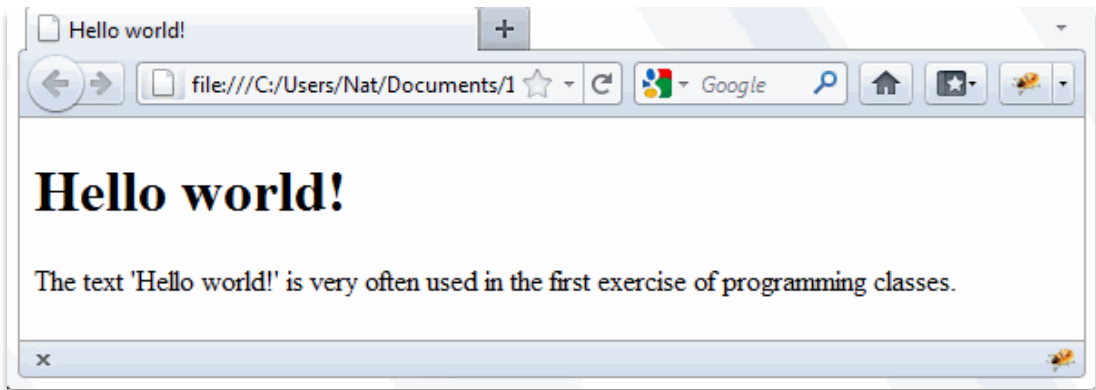 Hello world!
file:///C:/Users/Nat/Documents/1
Google
Hello world!
The text 'Hello world!' is very often used in the first exercise of programming classes.